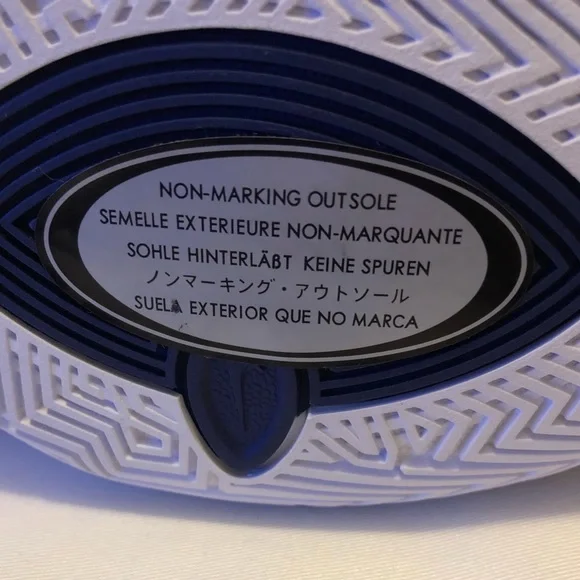 NON-MARKING OUTSOLE
SEMELLE EXTERIEURE NON-MARQUANTE
SOHLE HINTERLÄßT KEINE SPUREN
ノンマーキング・アウトソール
SUELA EXTERIOR QUE NO MARCA